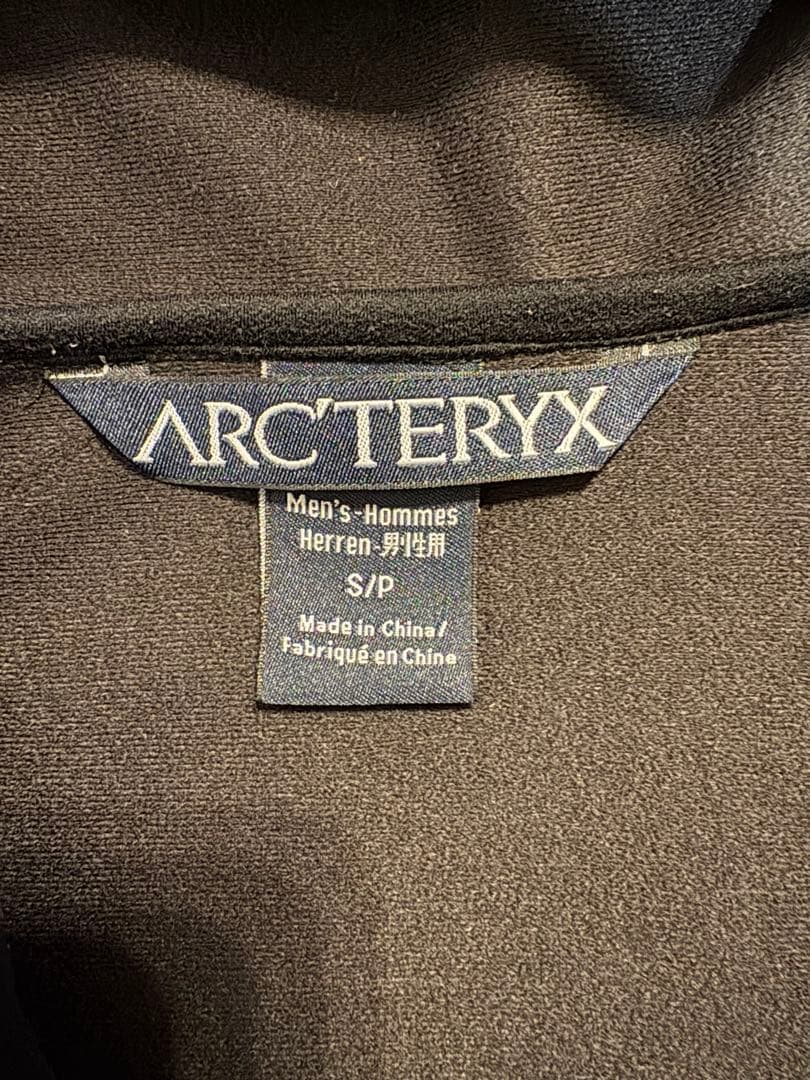 ARC'TERYX
Men's-Hommes
Herren-男性用
S/P
Made in China/
Fabriqué en Chine